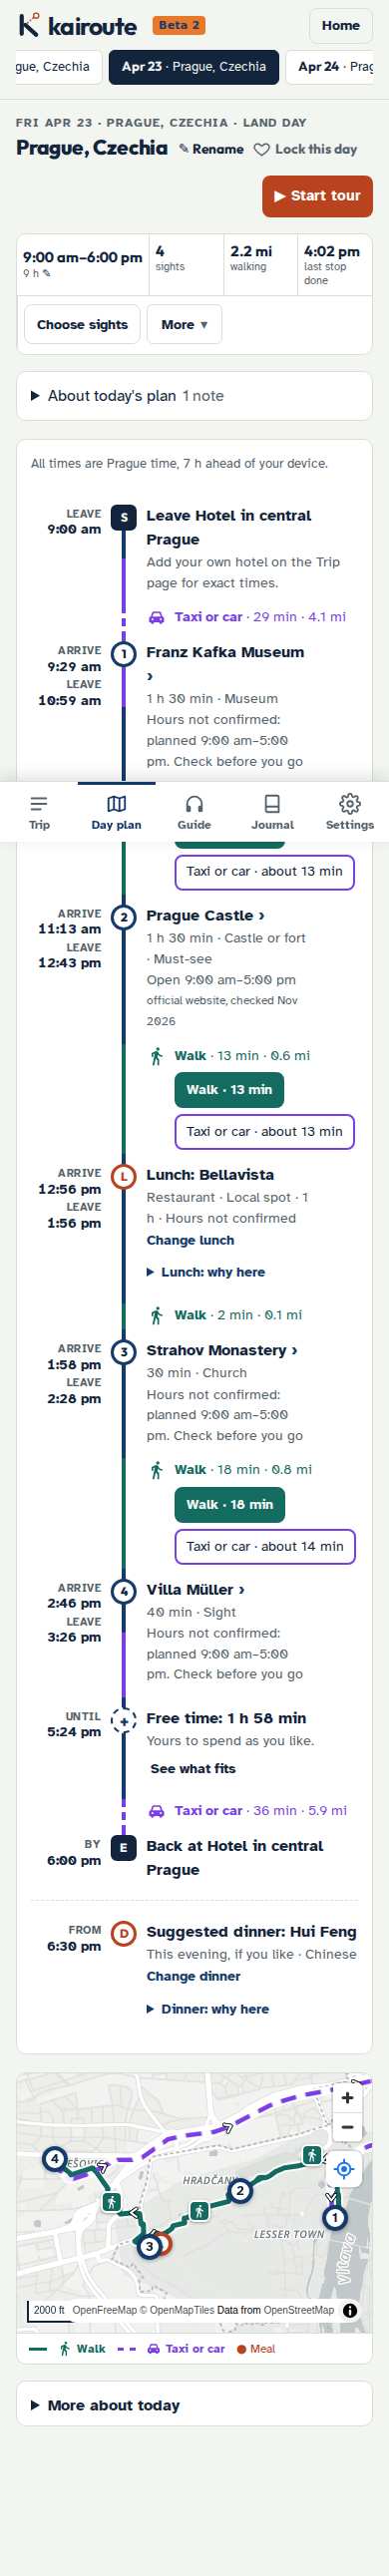 kairoute
Beta 2
Home
gue, Czechia
Apr 23 · Prague, Czechia
Apr 24 · Prag
FRI APR 23 · PRAGUE, CZECHIA · LAND DAY
Prague, Czechia
✎ Rename
Lock this day
▶ Start tour
9:00 am–6:00 pm
9 h ✎
4
sights
2.2 mi
walking
4:02 pm
last stop
done
Choose sights
More ▾
▶ About today's plan 1 note
All times are Prague time, 7 h ahead of your device.
LEAVE
9:00 am
S
Leave Hotel in central
Prague
Add your own hotel on the Trip
page for exact times.
Taxi or car · 29 min · 4.1 mi
ARRIVE
9:29 am
LEAVE
10:59 am
1
Franz Kafka Museum
›
1 h 30 min · Museum
Hours not confirmed:
planned 9:00 am–5:00
pm. Check before you go
Trip
Day plan
Guide
Journal
Settings
Taxi or car · about 13 min
ARRIVE
11:13 am
LEAVE
12:43 pm
2
Prague Castle ›
1 h 30 min · Castle or fort
· Must-see
Open 9:00 am–5:00 pm
official website, checked Nov
2026
Walk · 13 min · 0.6 mi
Walk · 13 min
Taxi or car · about 13 min
ARRIVE
12:56 pm
LEAVE
1:56 pm
L
Lunch: Bellavista
Restaurant · Local spot · 1
h · Hours not confirmed
Change lunch
▶ Lunch: why here
Walk · 2 min · 0.1 mi
ARRIVE
1:58 pm
LEAVE
2:28 pm
3
Strahov Monastery ›
30 min · Church
Hours not confirmed:
planned 9:00 am–5:00
pm. Check before you go
Walk · 18 min · 0.8 mi
Walk · 18 min
Taxi or car · about 14 min
ARRIVE
2:46 pm
LEAVE
3:26 pm
4
Villa Müller ›
40 min · Sight
Hours not confirmed:
planned 9:00 am–5:00
pm. Check before you go
UNTIL
5:24 pm
+
Free time: 1 h 58 min
Yours to spend as you like.
See what fits
Taxi or car · 36 min · 5.9 mi
BY
6:00 pm
E
Back at Hotel in central
Prague
FROM
6:30 pm
D
Suggested dinner: Hui Feng
This evening, if you like · Chinese
Change dinner
▶ Dinner: why here
+
−
4
HRADČAN
2
1
3
LESSER TOWN
Vltava
2000 ft
OpenFreeMap © OpenMapTiles Data from OpenStreetMap
Walk
Taxi or car
Meal
▶ More about today